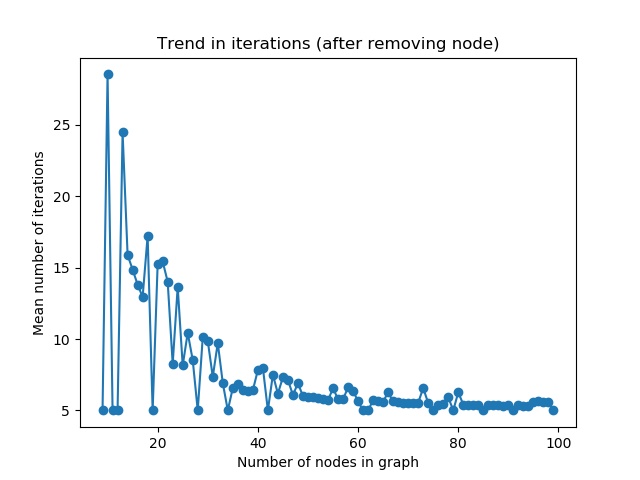 Trend in iterations (after removing node)
Mean number of iterations
25
20
15
10
5
20 40 60 80 100
Number of nodes in graph